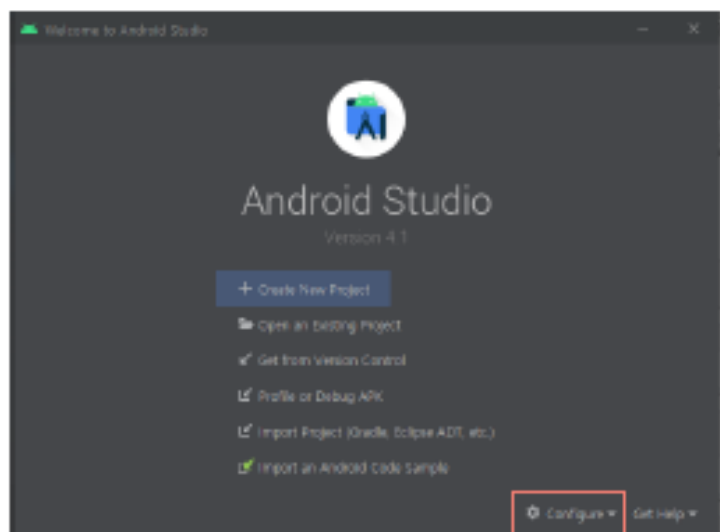 Welcome to Android Studio
Android Studio
Version 4.1
Create New Project
Open an Existing Project
Get from Version Control
Profile or Debug APK
Import Project (Gradle, Eclipse ADT, etc.)
Import an Android Code Sample
Configure
Get Help